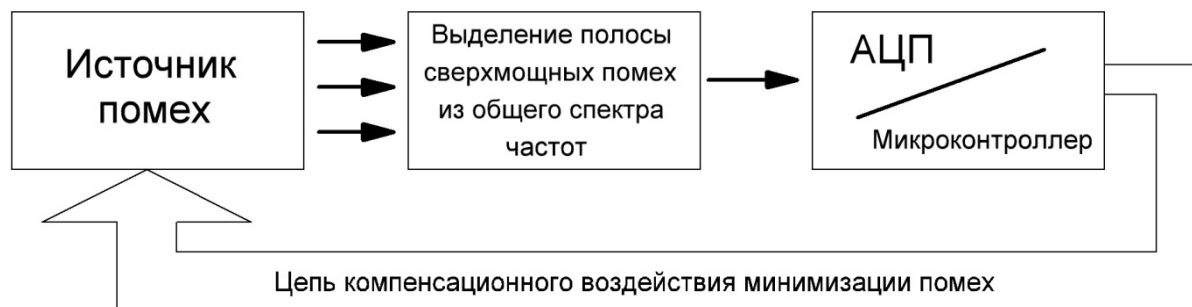 Источник
помех
Выделение полосы
сверхмощных помех
из общего спектра
частот
АЦП
Микроконтроллер
Цепь компенсационного воздействия минимизации помех